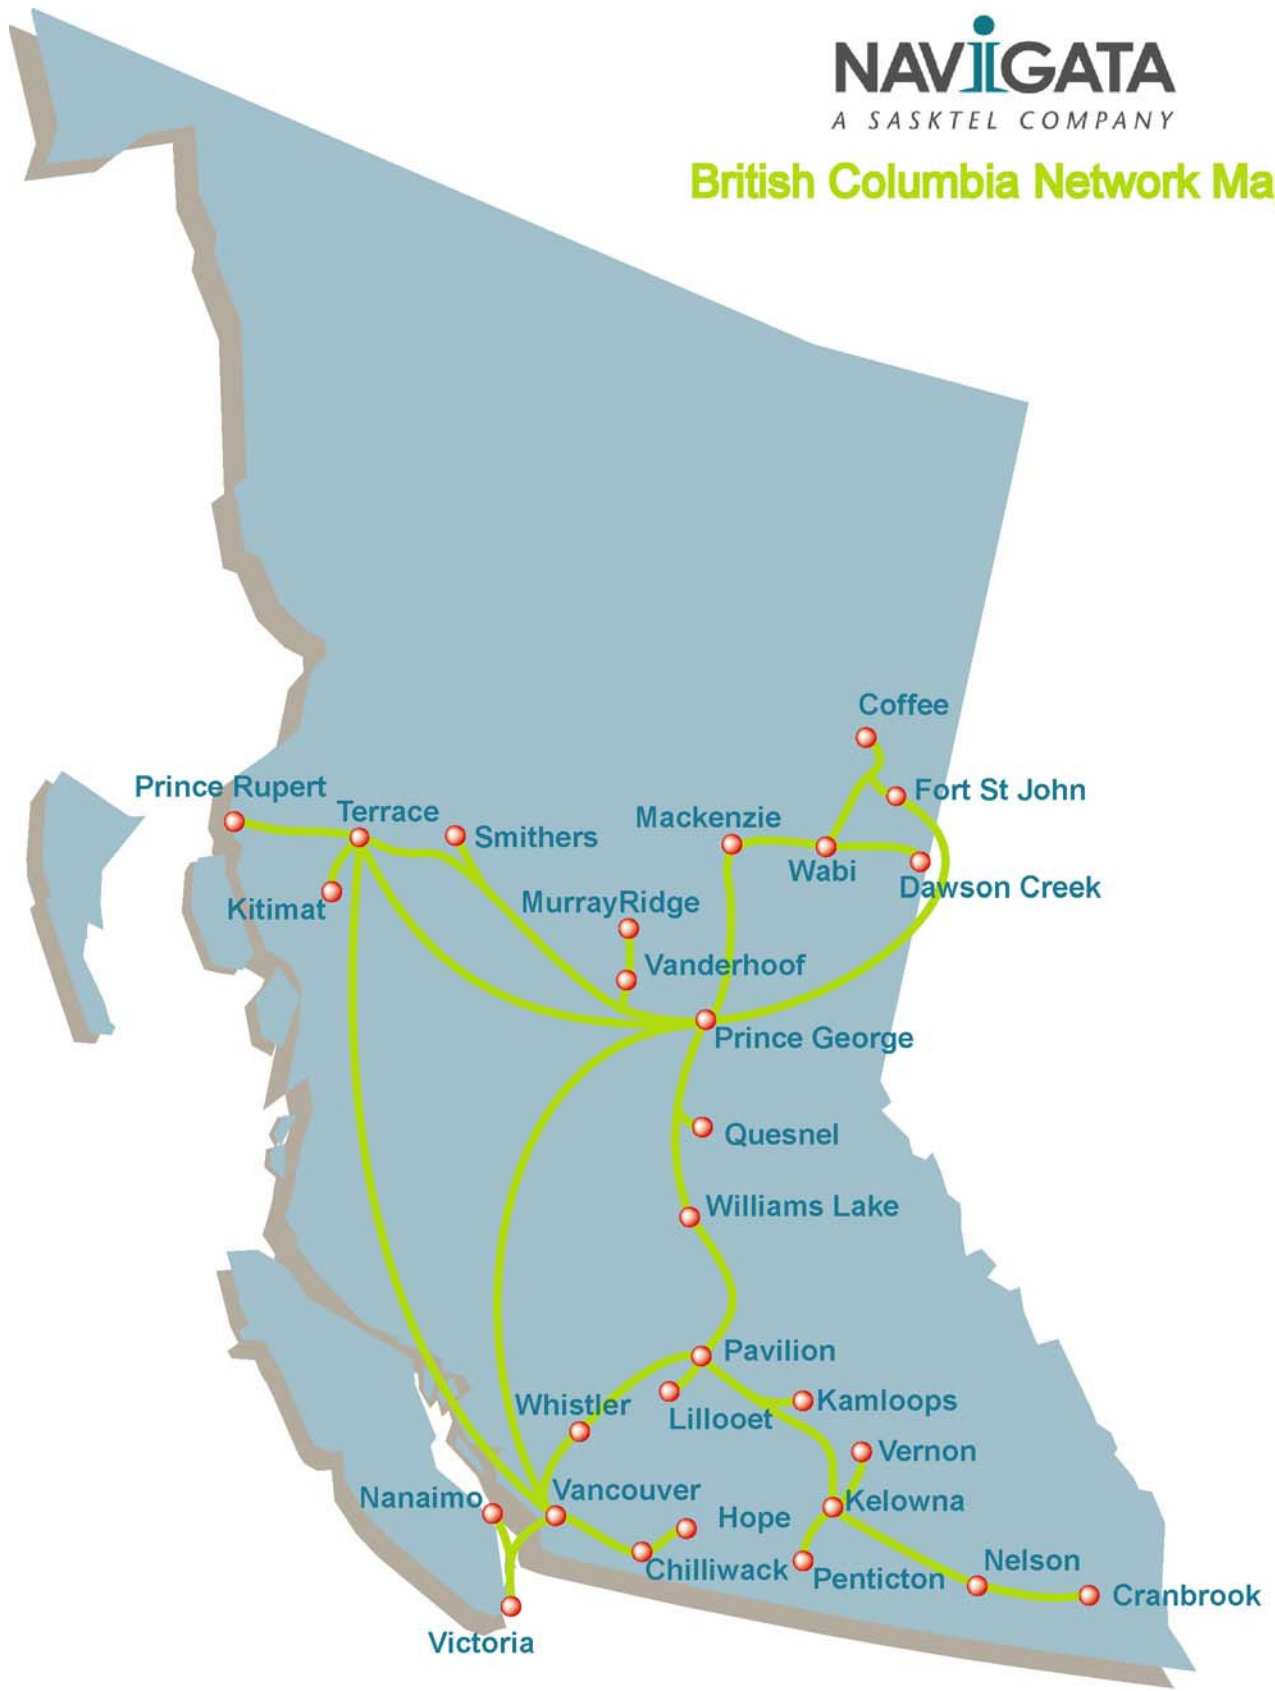 NAViiGATA
A SASKTEL COMPANY
British Columbia Network Ma
Coffee
Prince Rupert
Fort St John
Terrace
Mackenzie
Smithers
Wabi
Dawson Creek
MurrayRidge
Kitimat
Vanderhoof
Prince George
Quesnel
Williams Lake
Pavilion
Kamloops
Whistler
Lillooet
Vernon
Vancouver
Nanaimo
Kelowna
Hope
Nelson
Chilliwack
Penticton
Cranbrook
Victoria